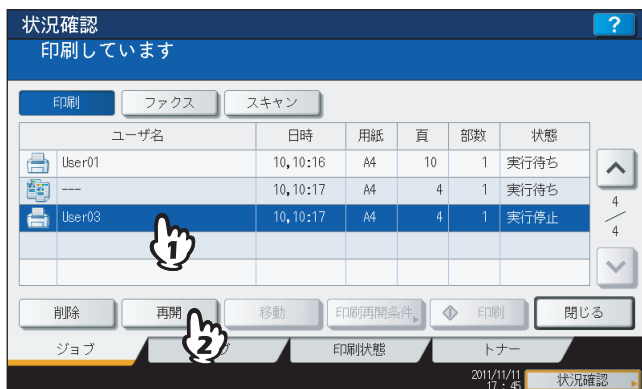 状況確認 ?
印刷しています
印刷 ファクス スキャン
ユーザ名 日時 用紙 頁 部数 状態
User01 10,10:16 A4 10 1 実行待ち
--- 10,10:17 A4 4 1 実行待ち
User03 10,10:17 A4 4 1 実行停止
4
4
1
削除 再開 移動 印刷再開条件 印刷 閉じる
2
ジョブ グ 印刷状態 トナー
2011/11/11
17:45 状況確認